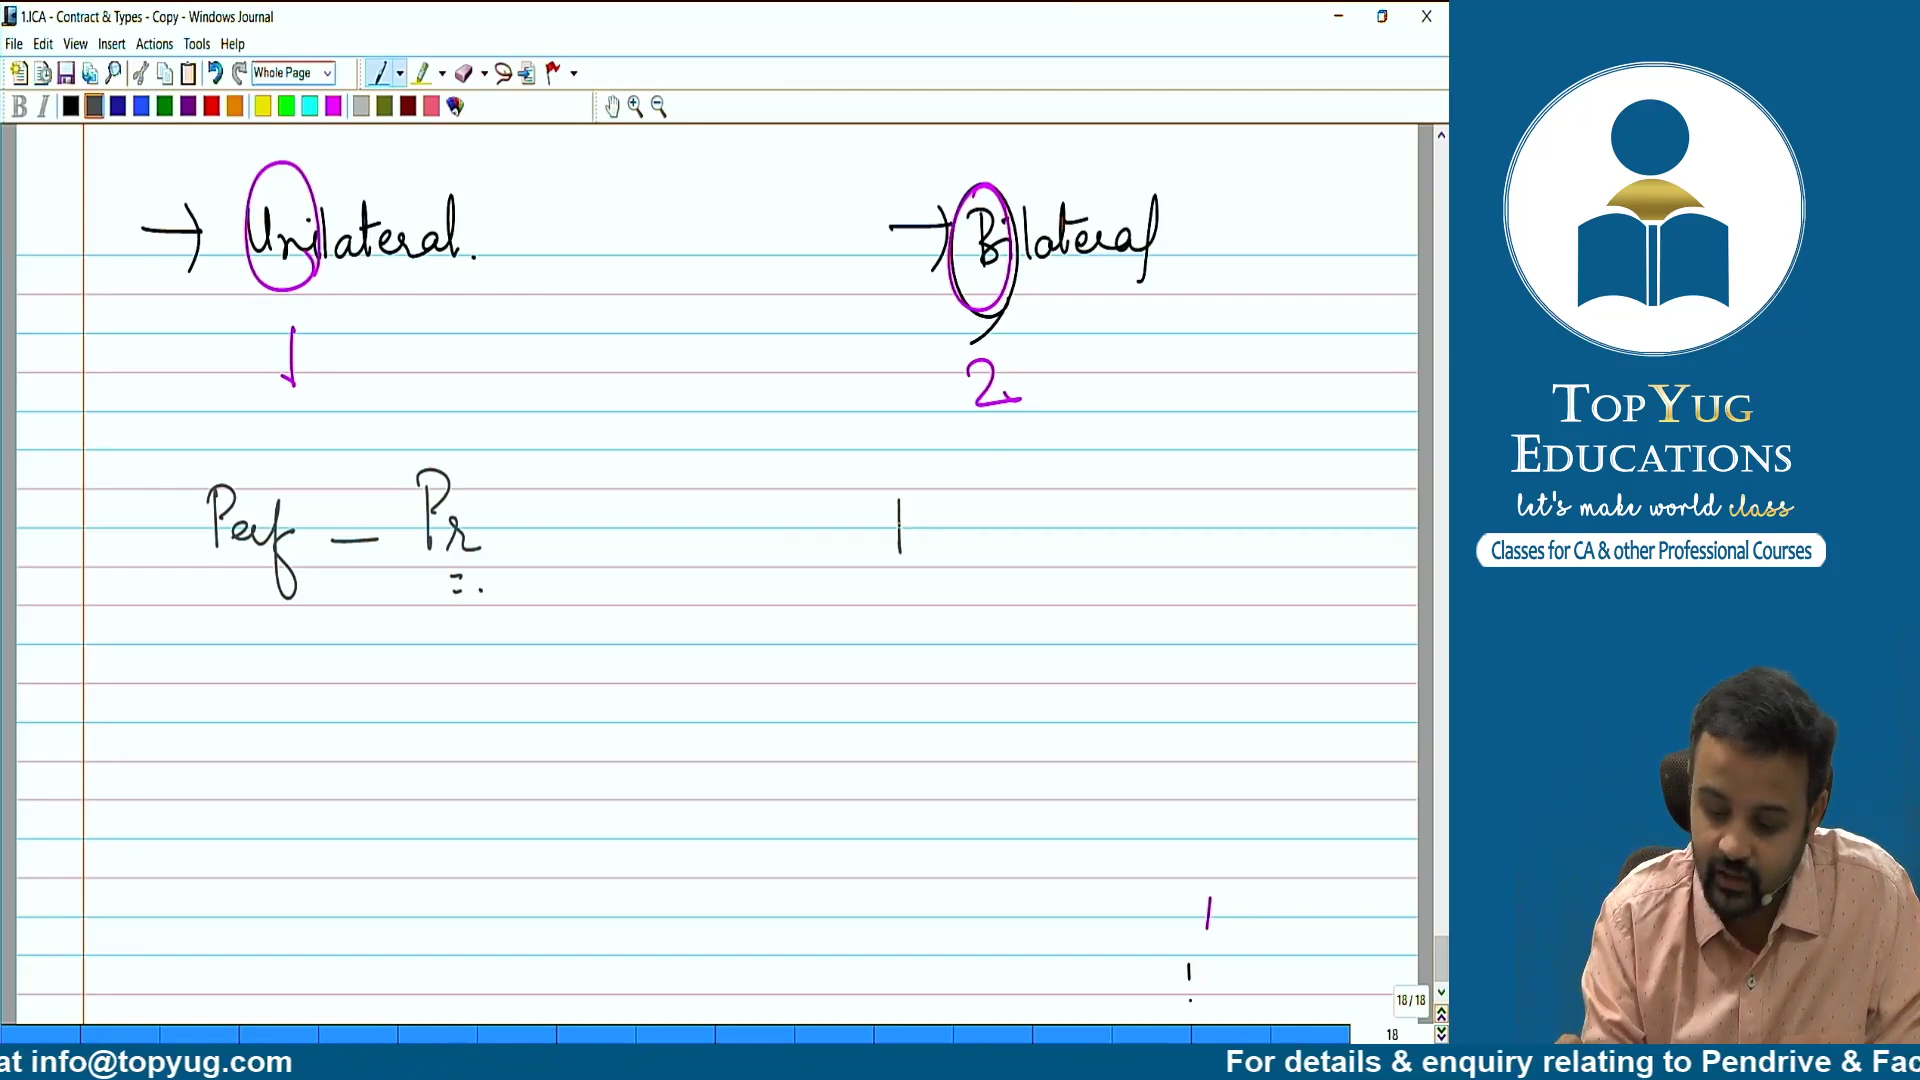 1.ICA - Contract & Types - Copy - Windows Journal
File Edit View Insert Actions Tools Help
Whole Page
B I
→ Unilateral.
→ Bilateral
1
2
Perf — Pr
18 / 18
18
TOPYUG
EDUCATIONS
let's make world class
Classes for CA & other Professional Courses
at info@topyug.com
For details & enquiry relating to Pendrive & Fac